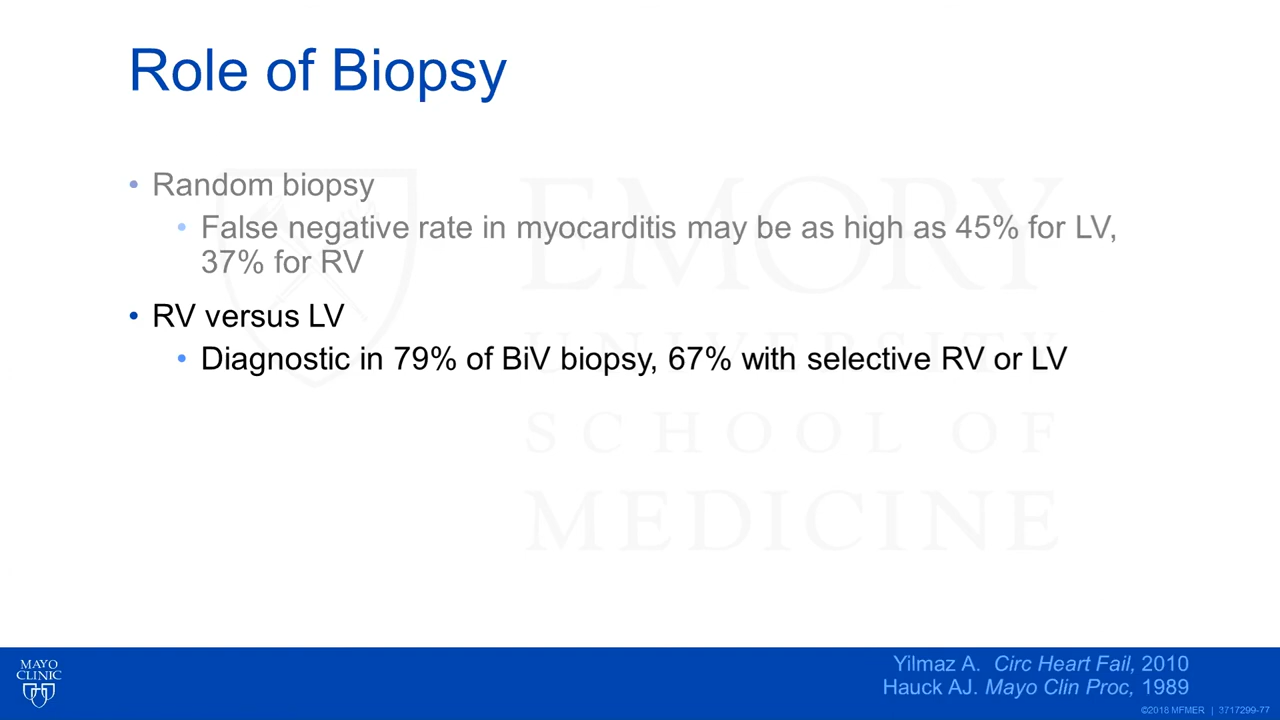 Role of Biopsy
• Random biopsy
• False negative rate in myocarditis may be as high as 45% for LV,
37% for RV
• RV versus LV
• Diagnostic in 79% of BiV biopsy, 67% with selective RV or LV
EMORY
UNIVERSITY
SCHOOL OF
MEDICINE
MAYO
CLINIC
Yilmaz A. Circ Heart Fail, 2010
Hauck AJ. Mayo Clin Proc, 1989
©2018 MFMER | 3717299-77